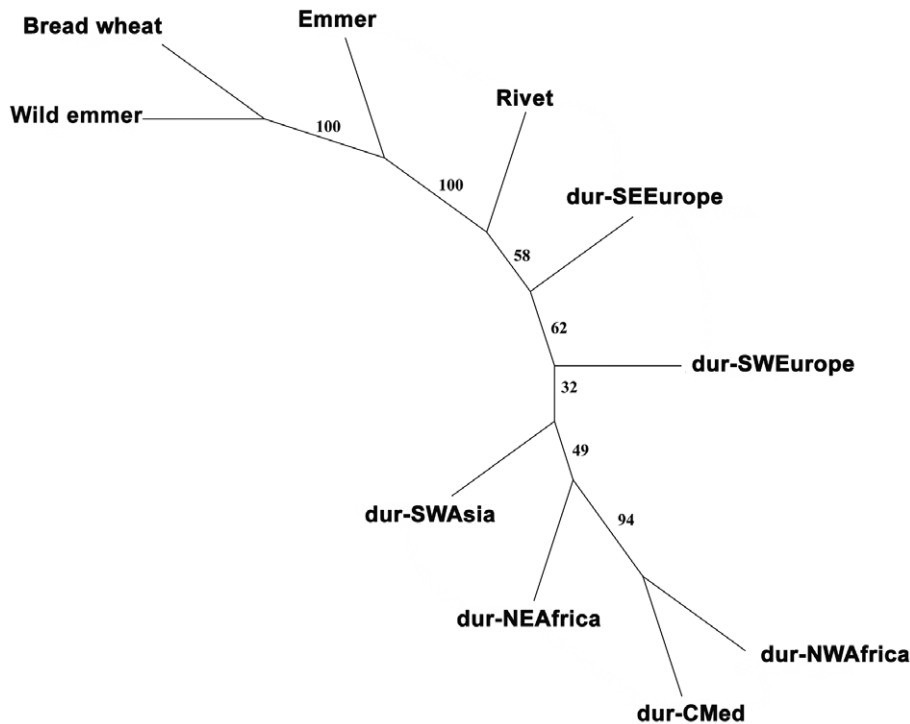 Emmer
Bread wheat
Wild emmer
Rivet
100
100
dur-SEEurope
58
62
dur-SWEurope
32
49
dur-SWAsia
94
dur-NEAfrica
dur-NWAfrica
dur-CMed